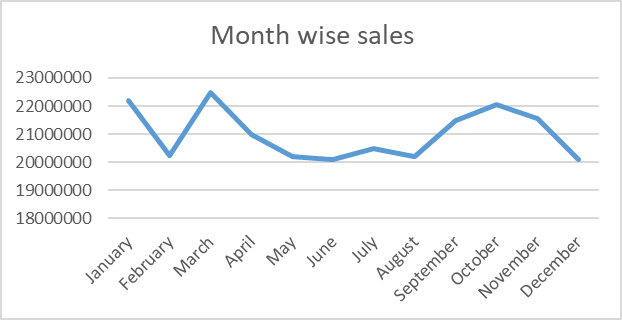 Month wise sales
23000000
22000000
21000000
20000000
19000000
18000000
January
February
March
April
May
June
July
August
September
October
November
December